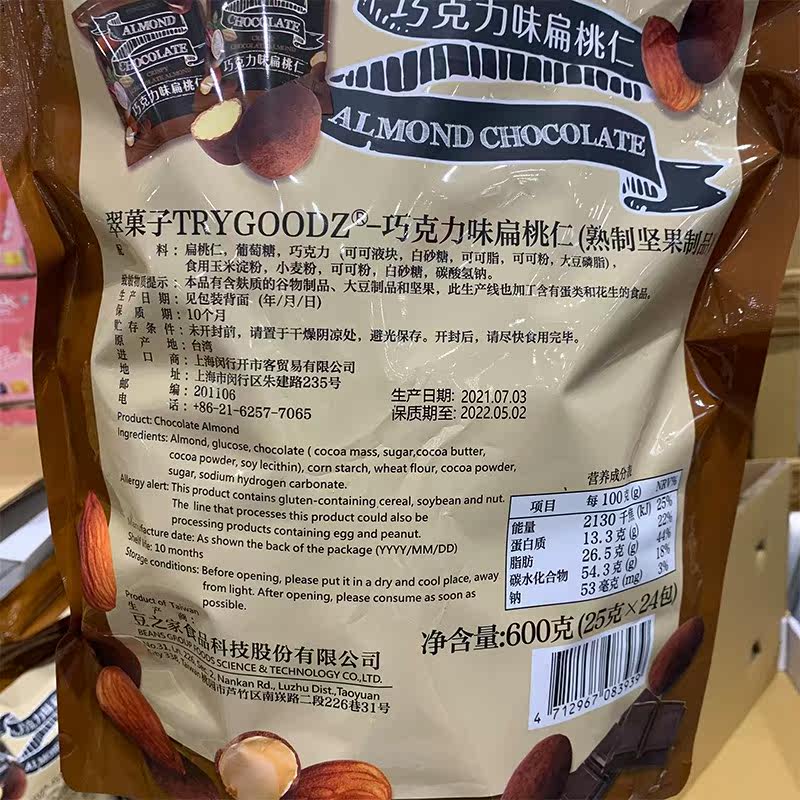 ALMOND
CHOCOLATE
巧克力味扁桃仁
CHOCOLATE
巧克力味扁桃仁
巧克力味扁桃仁
ALMOND CHOCOLATE
翠菓子TRYGOODZ®-巧克力味扁桃仁(熟制坚果制品)
配 料：扁桃仁，葡萄糖，巧克力（可可液块，白砂糖，可可脂，可可粉，大豆磷脂），
食用玉米淀粉，小麦粉，可可粉，白砂糖，碳酸氢钠。
致敏物质提示：本品有含麸质的谷物制品、大豆制品和坚果，此生产线也加工含有蛋类和花生的食品。
生产日期：见包装背面（年/月/日）
保质期：10个月
贮存条件：未开封前，请置于干燥阴凉处，避光保存。开封后，请尽快食用完毕。
原产地：台湾
进口商：上海闵行开市客贸易有限公司
地址：上海市闵行区朱建路235号
邮编：201106
电话：+86-21-6257-7065
生产日期: 2021.07.03
保质期至: 2022.05.02
Product: Chocolate Almond
Ingredients: Almond, glucose, chocolate ( cocoa mass, sugar,cocoa butter,
cocoa powder, soy lecithin), corn starch, wheat flour, cocoa powder,
sugar, sodium hydrogen carbonate.
Allergy alert: This product contains gluten-containing cereal, soybean and nut.
The line that processes this product could also be
processing products containing egg and peanut.
Manufacture date: As shown the back of the package (YYYY/MM/DD)
Shelf life: 10 months
Storage conditions: Before opening, please put it in a dry and cool place, away
from light. After opening, please consume as soon as
possible.
Product of Taiwan
生产商：
豆之家食品科技股份有限公司
BEANS GROUP FOODS SCIENCE & TECHNOLOGY CO.,LTD.
No.31, Ln 226, Sec.2, Nankan Rd., Luzhu Dist.,Taoyuan
City 338, Taiwan 桃园市芦竹区南崁路二段226巷31号
营养成分表
项目 每100克(g) NRV%
能量 2130千焦(kJ) 25%
蛋白质 13.3克(g) 22%
脂肪 26.5克(g) 44%
碳水化合物 54.3克(g) 18%
钠 53毫克(mg) 3%
净含量:600克(25克×24包)
4 712967 083939
ALMOND CHOCOLATE